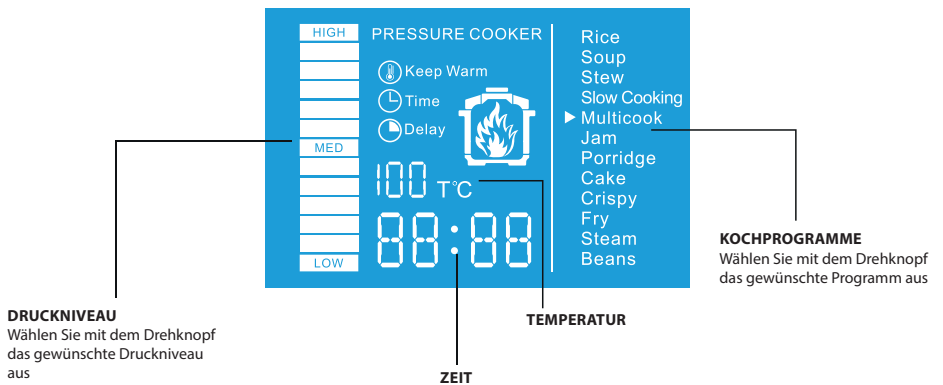 HIGH
MED
LOW
PRESSURE COOKER
Keep Warm
Time
Delay
100 T°C
88:88
Rice
Soup
Stew
Slow Cooking
Multicook
Jam
Porridge
Cake
Crispy
Fry
Steam
Beans
KOCHPROGRAMME
Wählen Sie mit dem Drehknopf
das gewünschte Programm aus
DRUCKNIVEAU
Wählen Sie mit dem Drehknopf
das gewünschte Druckniveau
aus
TEMPERATUR
ZEIT